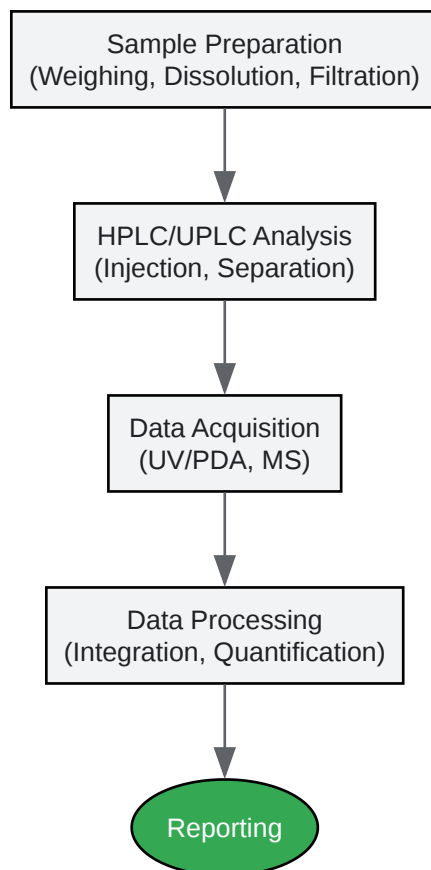 Sample Preparation
(Weighing, Dissolution, Filtration)
HPLC/UPLC Analysis
(Injection, Separation)
Data Acquisition
(UV/PDA, MS)
Data Processing
(Integration, Quantification)
Reporting